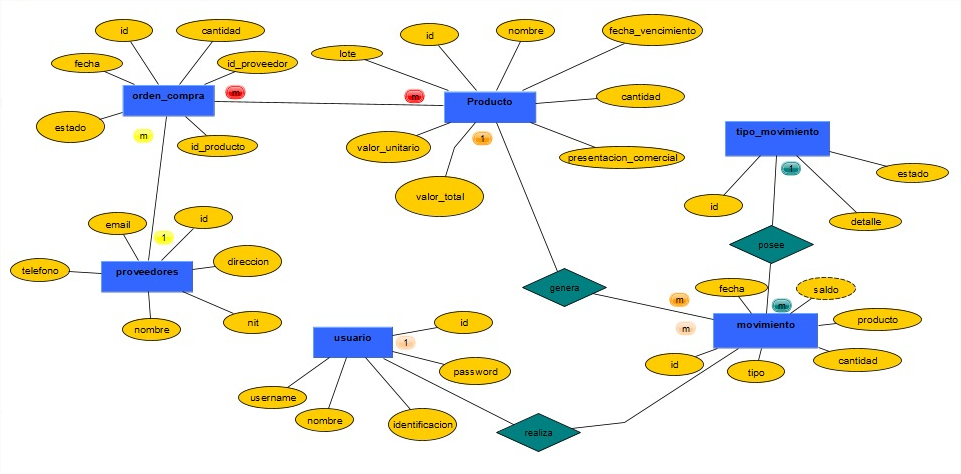 id
cantidad
fecha
id_proveedor
orden_compra
m
estado
m
id_producto
id
nombre
fecha_vencimiento
lote
m
Producto
cantidad
1
valor_unitario
presentacion_comercial
valor_total
tipo_movimiento
1
estado
id
detalle
posee
email
id
1
telefono
proveedores
direccion
nombre
nit
genera
fecha
saldo
m
m
m
movimiento
producto
id
tipo
cantidad
usuario
1
id
password
username
nombre
identificacion
realiza